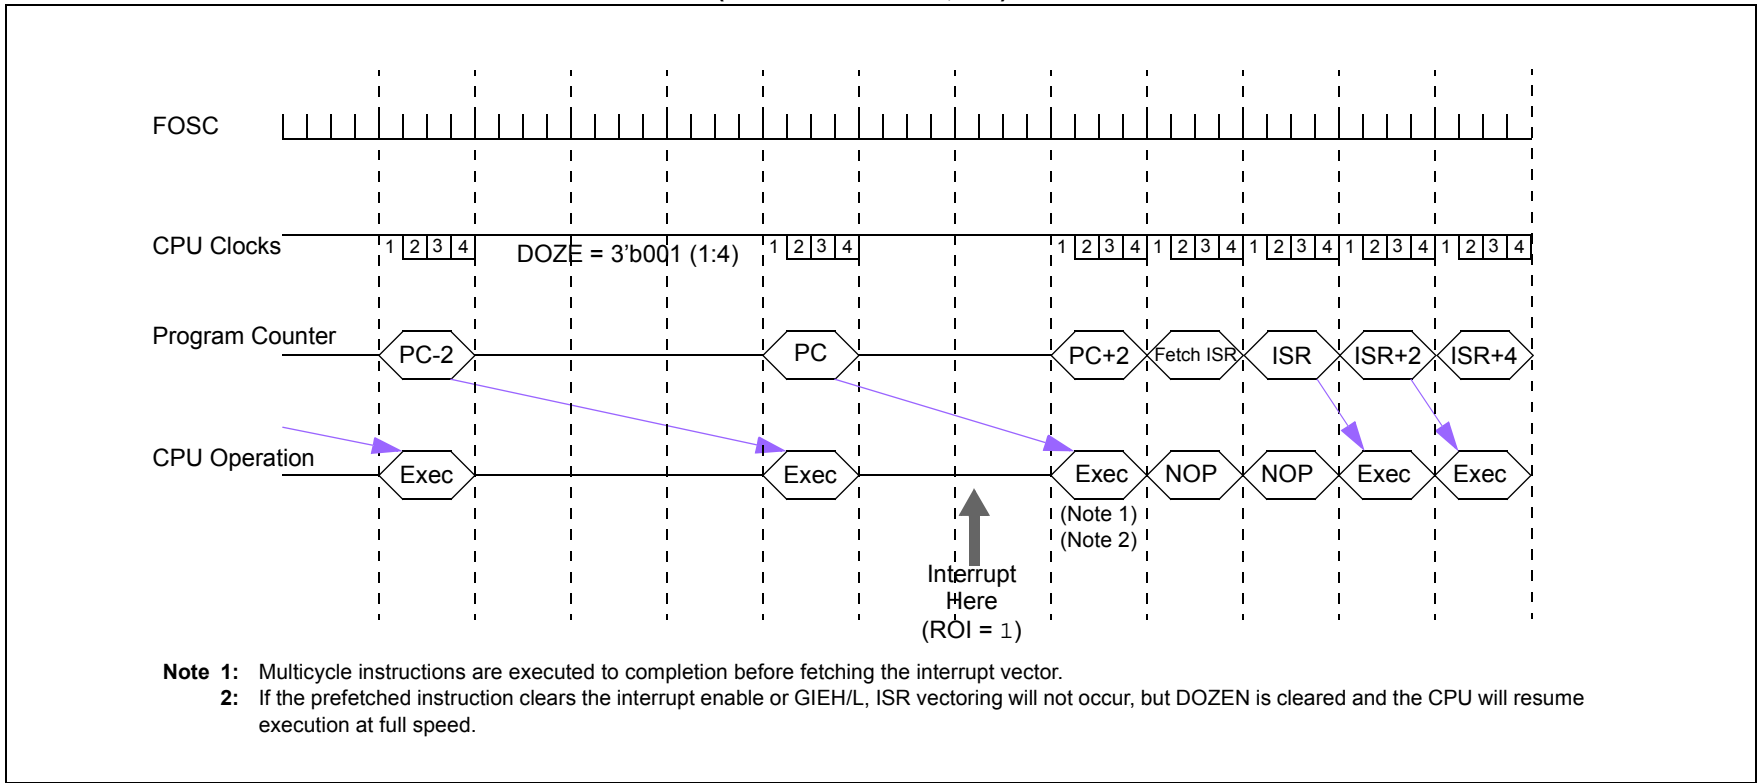 FOSC
CPU Clocks 1 2 3 4 DOZE = 3'b001 (1:4) 1 2 3 4 1 2 3 4 1 2 3 4 1 2 3 4 1 2 3 4 1 2 3 4
Program Counter PC-2 PC PC+2 Fetch ISR ISR ISR+2 ISR+4
CPU Operation Exec Exec Exec NOP NOP Exec Exec
(Note 1)
(Note 2)
Interrupt
Here
(ROI = 1)
Note 1: Multicycle instructions are executed to completion before fetching the interrupt vector.
2: If the prefetched instruction clears the interrupt enable or GIEH/L, ISR vectoring will not occur, but DOZEN is cleared and the CPU will resume
execution at full speed.